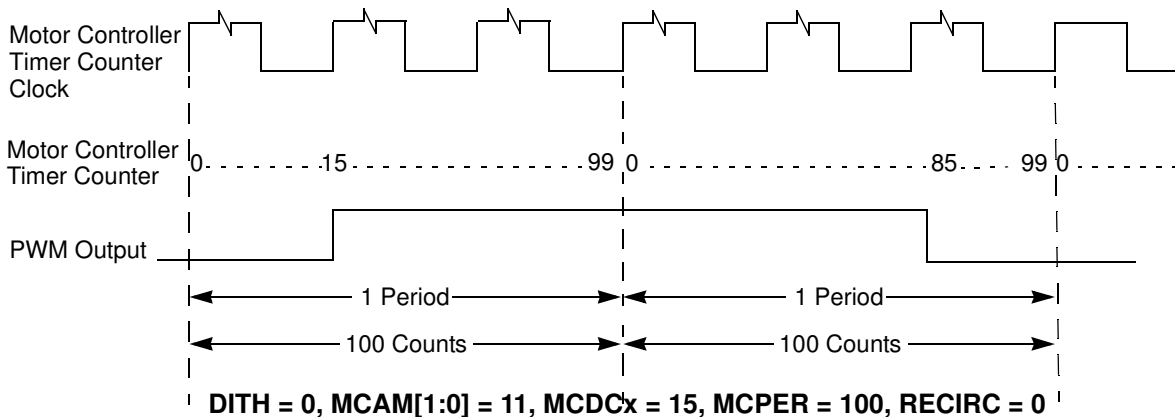 Motor Controller
Timer Counter
Clock
Motor Controller
Timer Counter
0 15 99 0 85 99 0
PWM Output
1 Period 1 Period
100 Counts 100 Counts
DITH = 0, MCAM[1:0] = 11, MCDCx = 15, MCPER = 100, RECIRC = 0